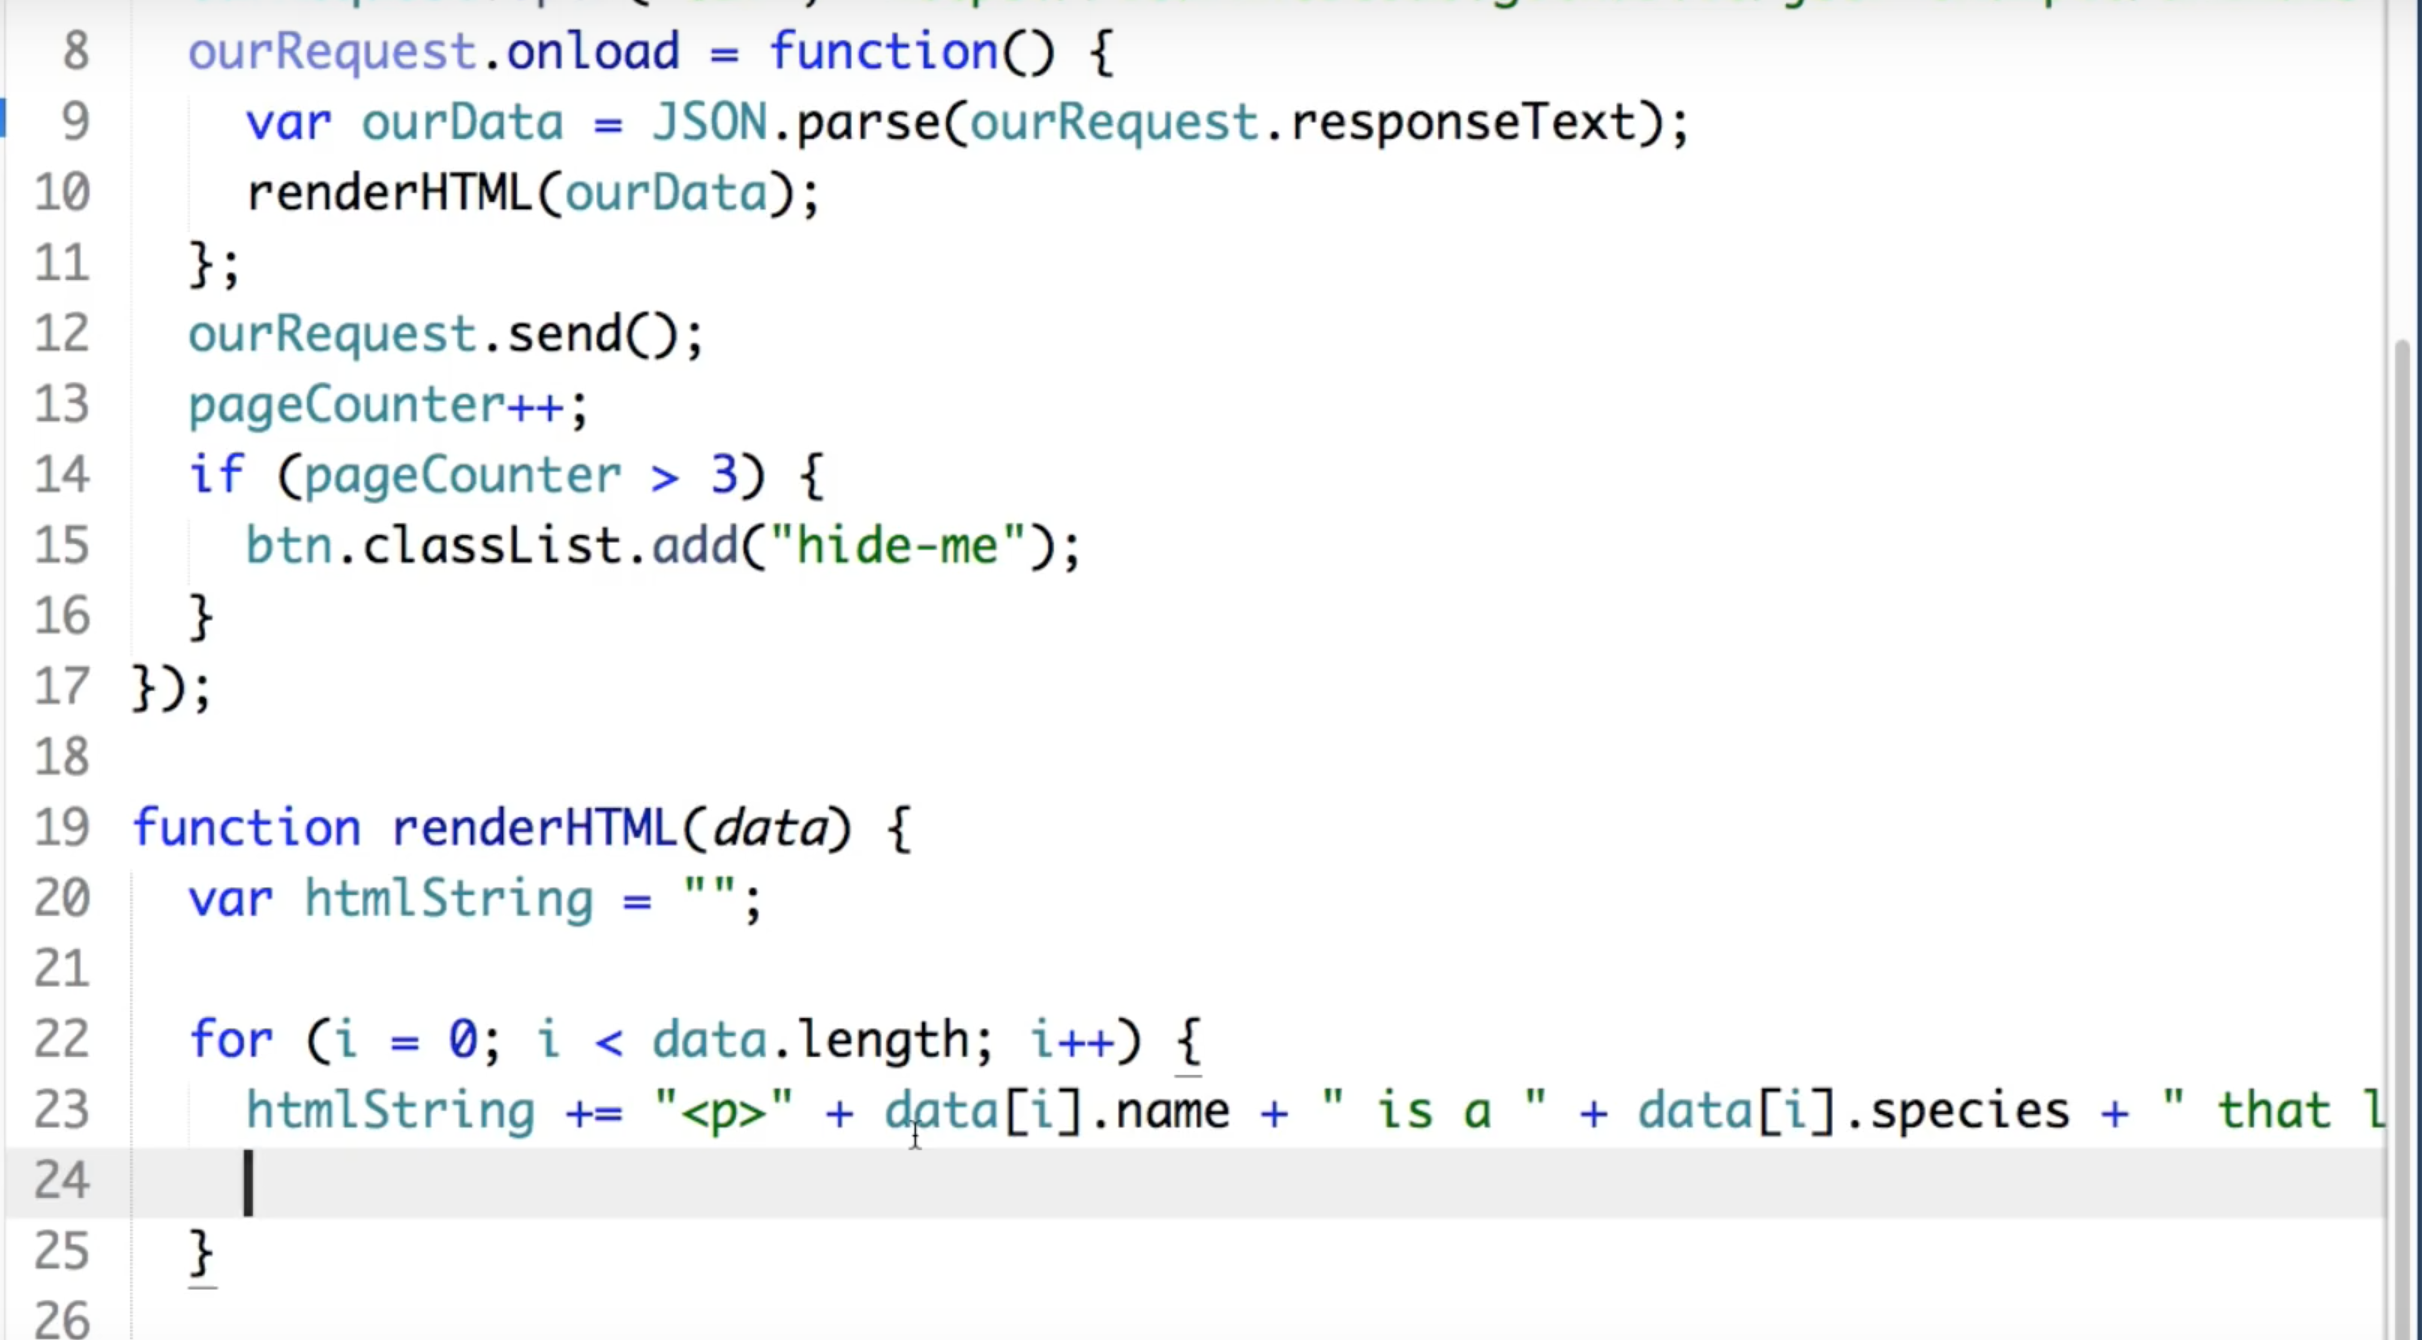 8 ourRequest.onload = function() {
9 var ourData = JSON.parse(ourRequest.responseText);
10 renderHTML(ourData);
11 };
12 ourRequest.send();
13 pageCounter++;
14 if (pageCounter > 3) {
15 btn.classList.add("hide-me");
16 }
17 });
18
19 function renderHTML(data) {
20 var htmlString = "";
21
22 for (i = 0; i < data.length; i++) {
23 htmlString += "<p>" + data[i].name + " is a " + data[i].species + " that l
24
25 }
26